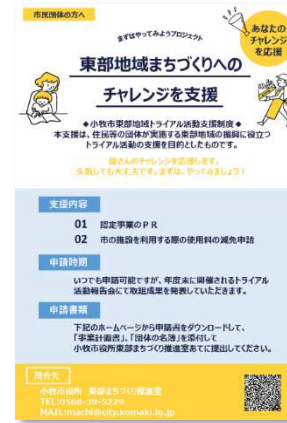 市民団体の方へ
まずはやってみようプロジェクト
あなたの
チャレンジ
を応援
東部地域まちづくりへの
チャレンジを支援
◆小牧市東部地域トライアル活動支援制度◆
本支援は、住民等の団体が実施する東部地域の振興に役立つ
トライアル活動の支援を目的としたものです。
皆さんのチャレンジを応援します。
失敗しても大丈夫です。まずは、やってみましょう！
支援内容
01 認定事業のＰＲ
02 市の施設を利用する際の使用料の減免申請
申請時期
いつでも申請可能ですが、年度末に開催されるトライアル
活動報告会にて取組成果を発表していただきます。
申請書類
下記のホームページから申請書をダウンロードして、
「事業計画書」、「団体の名簿」を添付して
小牧市役所東部まちづくり推進室あてに提出してください。
問合先
小牧市役所 東部まちづくり推進室
TEL:0568-39-5229
MAIL:machi@city.komaki.lg.jp